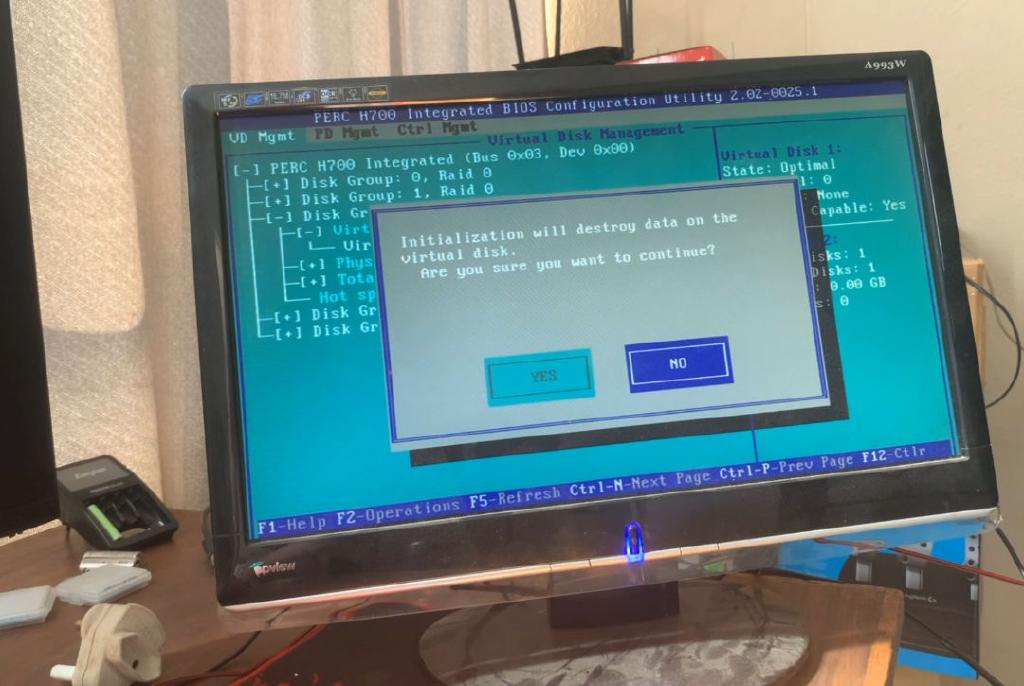 A993W
PERC H700 Integrated BIOS Configuration Utility 2.02-0025.1
VD Mgmt PD Mgmt Ctrl Mgmt
Virtual Disk Management
[-] PERC H700 Integrated (Bus 0x03, Dev 0x00)
[+] Disk Group: 0, Raid 0
[+] Disk Group: 1, Raid 0
[-] Disk Gr
[-] Virt
Vir
[+] Phys
[+] Tota
Hot sp
[+] Disk Gr
[+] Disk Gr
Virtual Disk 1:
State: Optimal
l: 0
: None
Capable: Yes
2:
isks: 1
Disks: 1
: 0.00 GB
s: 0
Initialization will destroy data on the
virtual disk.
Are you sure you want to continue?
YES
NO
F1-Help F2-Operations F5-Refresh Ctrl-N-Next Page Ctrl-P-Prev Page F12-Ctlr
topview
Energizer